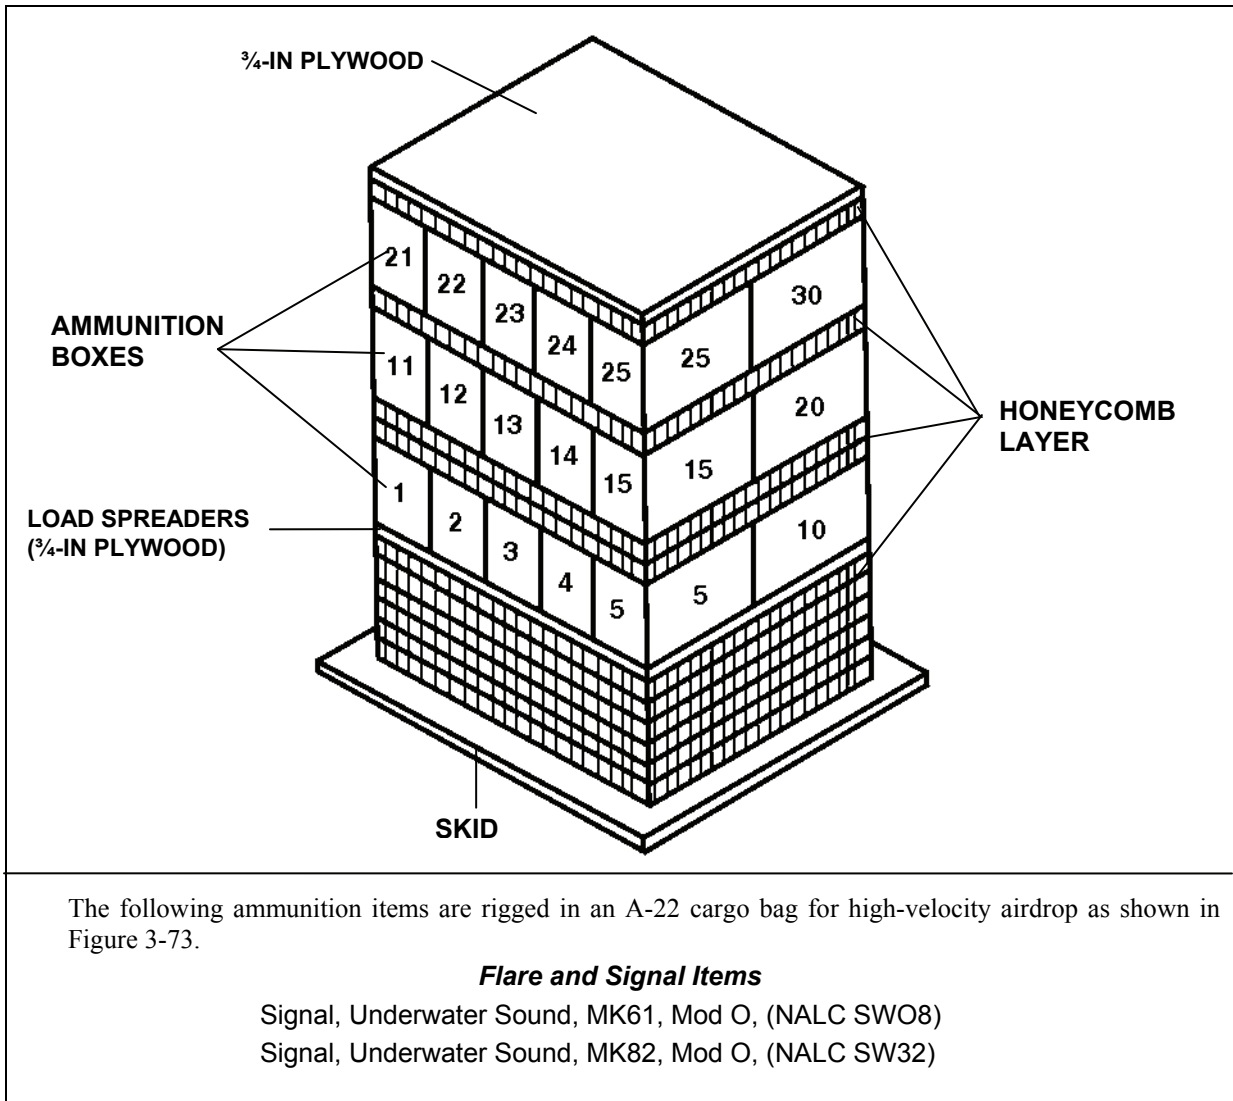 ¾-IN PLYWOOD
21
22
23
24
25
25
30
AMMUNITION
BOXES
11
12
13
14
15
15
20
HONEYCOMB
LAYER
1
2
3
4
5
5
10
LOAD SPREADERS
(¾-IN PLYWOOD)
SKID
The following ammunition items are rigged in an A-22 cargo bag for high-velocity airdrop as shown in
Figure 3-73.
Flare and Signal Items
Signal, Underwater Sound, MK61, Mod O, (NALC SWO8)
Signal, Underwater Sound, MK82, Mod O, (NALC SW32)